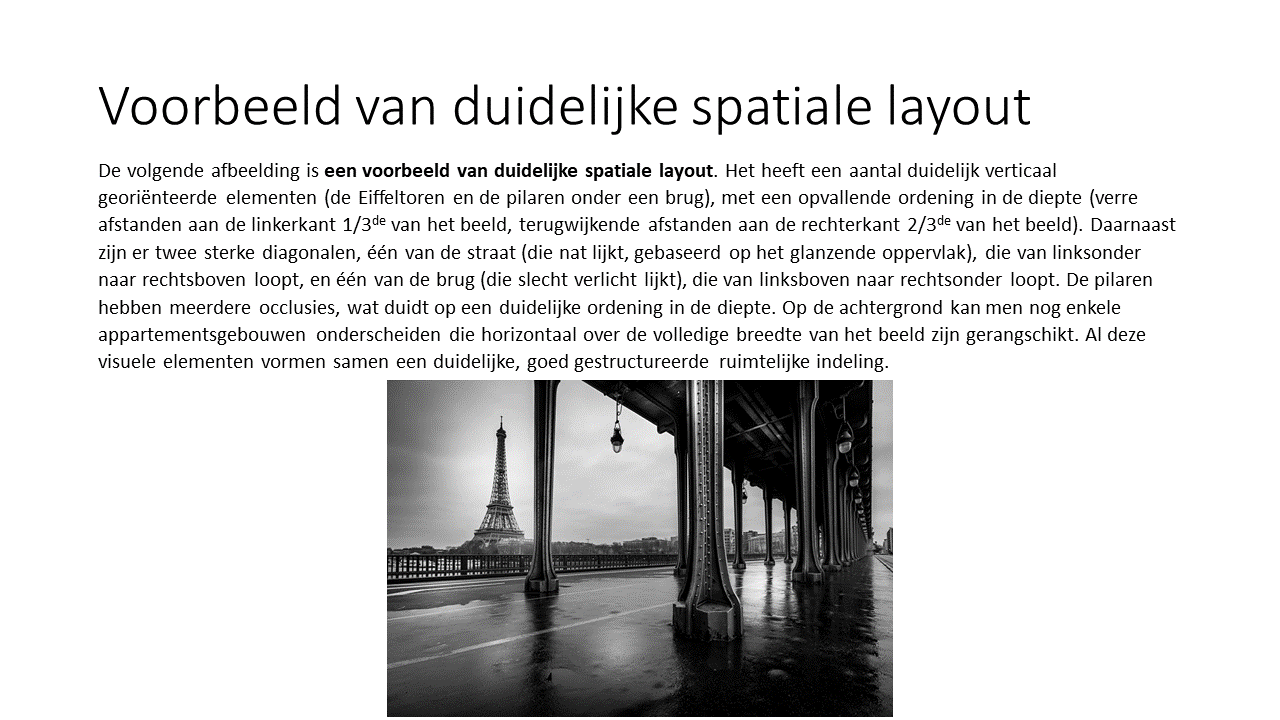 Voorbeeld van duidelijke spatiale layout
De volgende afbeelding is een voorbeeld van duidelijke spatiale layout. Het heeft een aantal duidelijk verticaal
georiënteerde elementen (de Eiffeltoren en de pilaren onder een brug), met een opvallende ordening in de diepte (verre
afstanden aan de linkerkant 1/3de van het beeld, terugwijkende afstanden aan de rechterkant 2/3de van het beeld). Daarnaast
zijn er twee sterke diagonalen, één van de straat (die nat lijkt, gebaseerd op het glanzende oppervlak), die van linksonder
naar rechtsboven loopt, en één van de brug (die slecht verlicht lijkt), die van linksboven naar rechtsonder loopt. De pilaren
hebben meerdere occlusies, wat duidt op een duidelijke ordening in de diepte. Op de achtergrond kan men nog enkele
appartementsgebouwen onderscheiden die horizontaal over de volledige breedte van het beeld zijn gerangschikt. Al deze
visuele elementen vormen samen een duidelijke, goed gestructureerde ruimtelijke indeling.